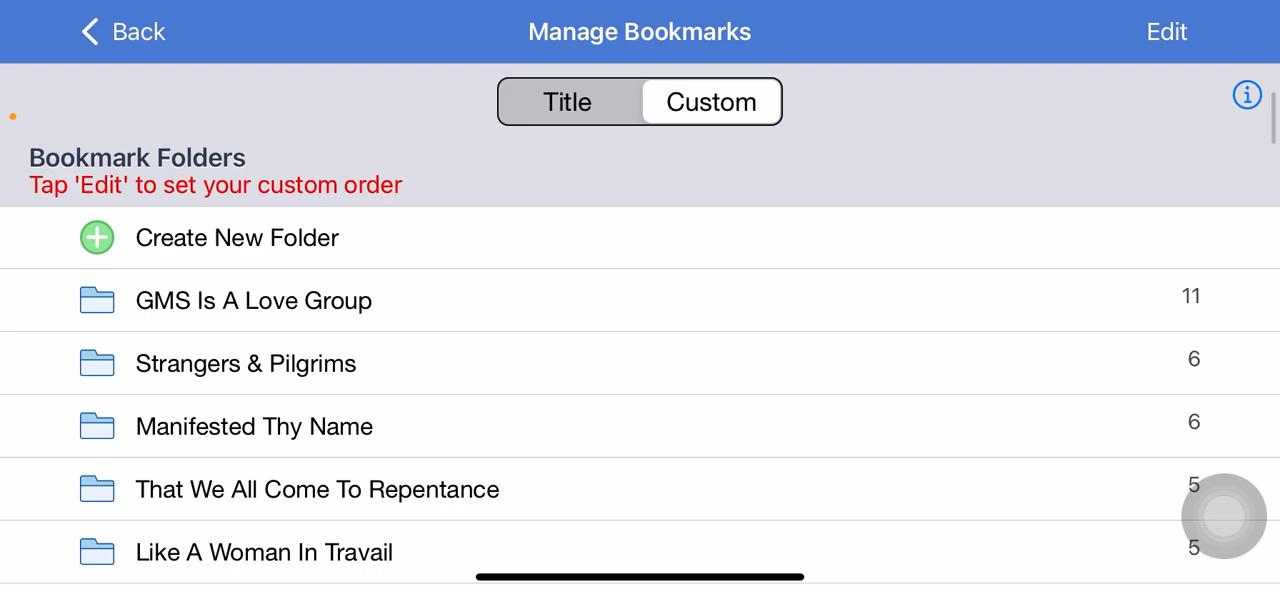 Back
Manage Bookmarks
Edit
Title
Custom
Bookmark Folders
Tap 'Edit' to set your custom order
Create New Folder
GMS Is A Love Group 11
Strangers & Pilgrims 6
Manifested Thy Name 6
That We All Come To Repentance 5
Like A Woman In Travail 5